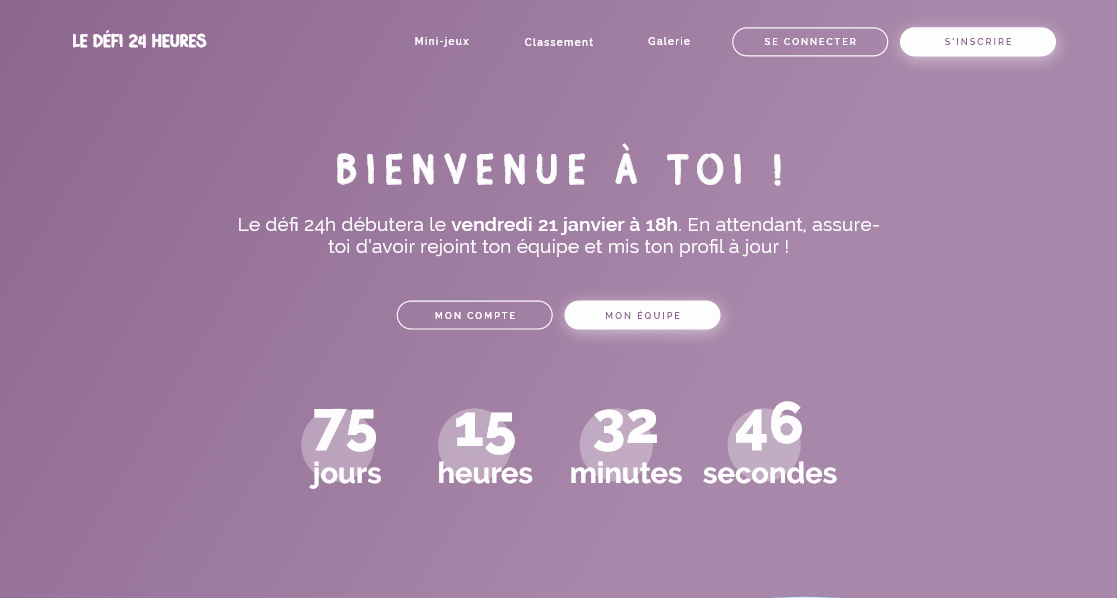 LE DÉFI 24 HEURES
Mini-jeux
Classement
Galerie
SE CONNECTER
S'INSCRIRE
BIENVENUE À TOI !
Le défi 24h débutera le vendredi 21 janvier à 18h. En attendant, assure-
toi d'avoir rejoint ton équipe et mis ton profil à jour !
MON COMPTE
MON ÉQUIPE
75
jours
15
heures
32
minutes
46
secondes